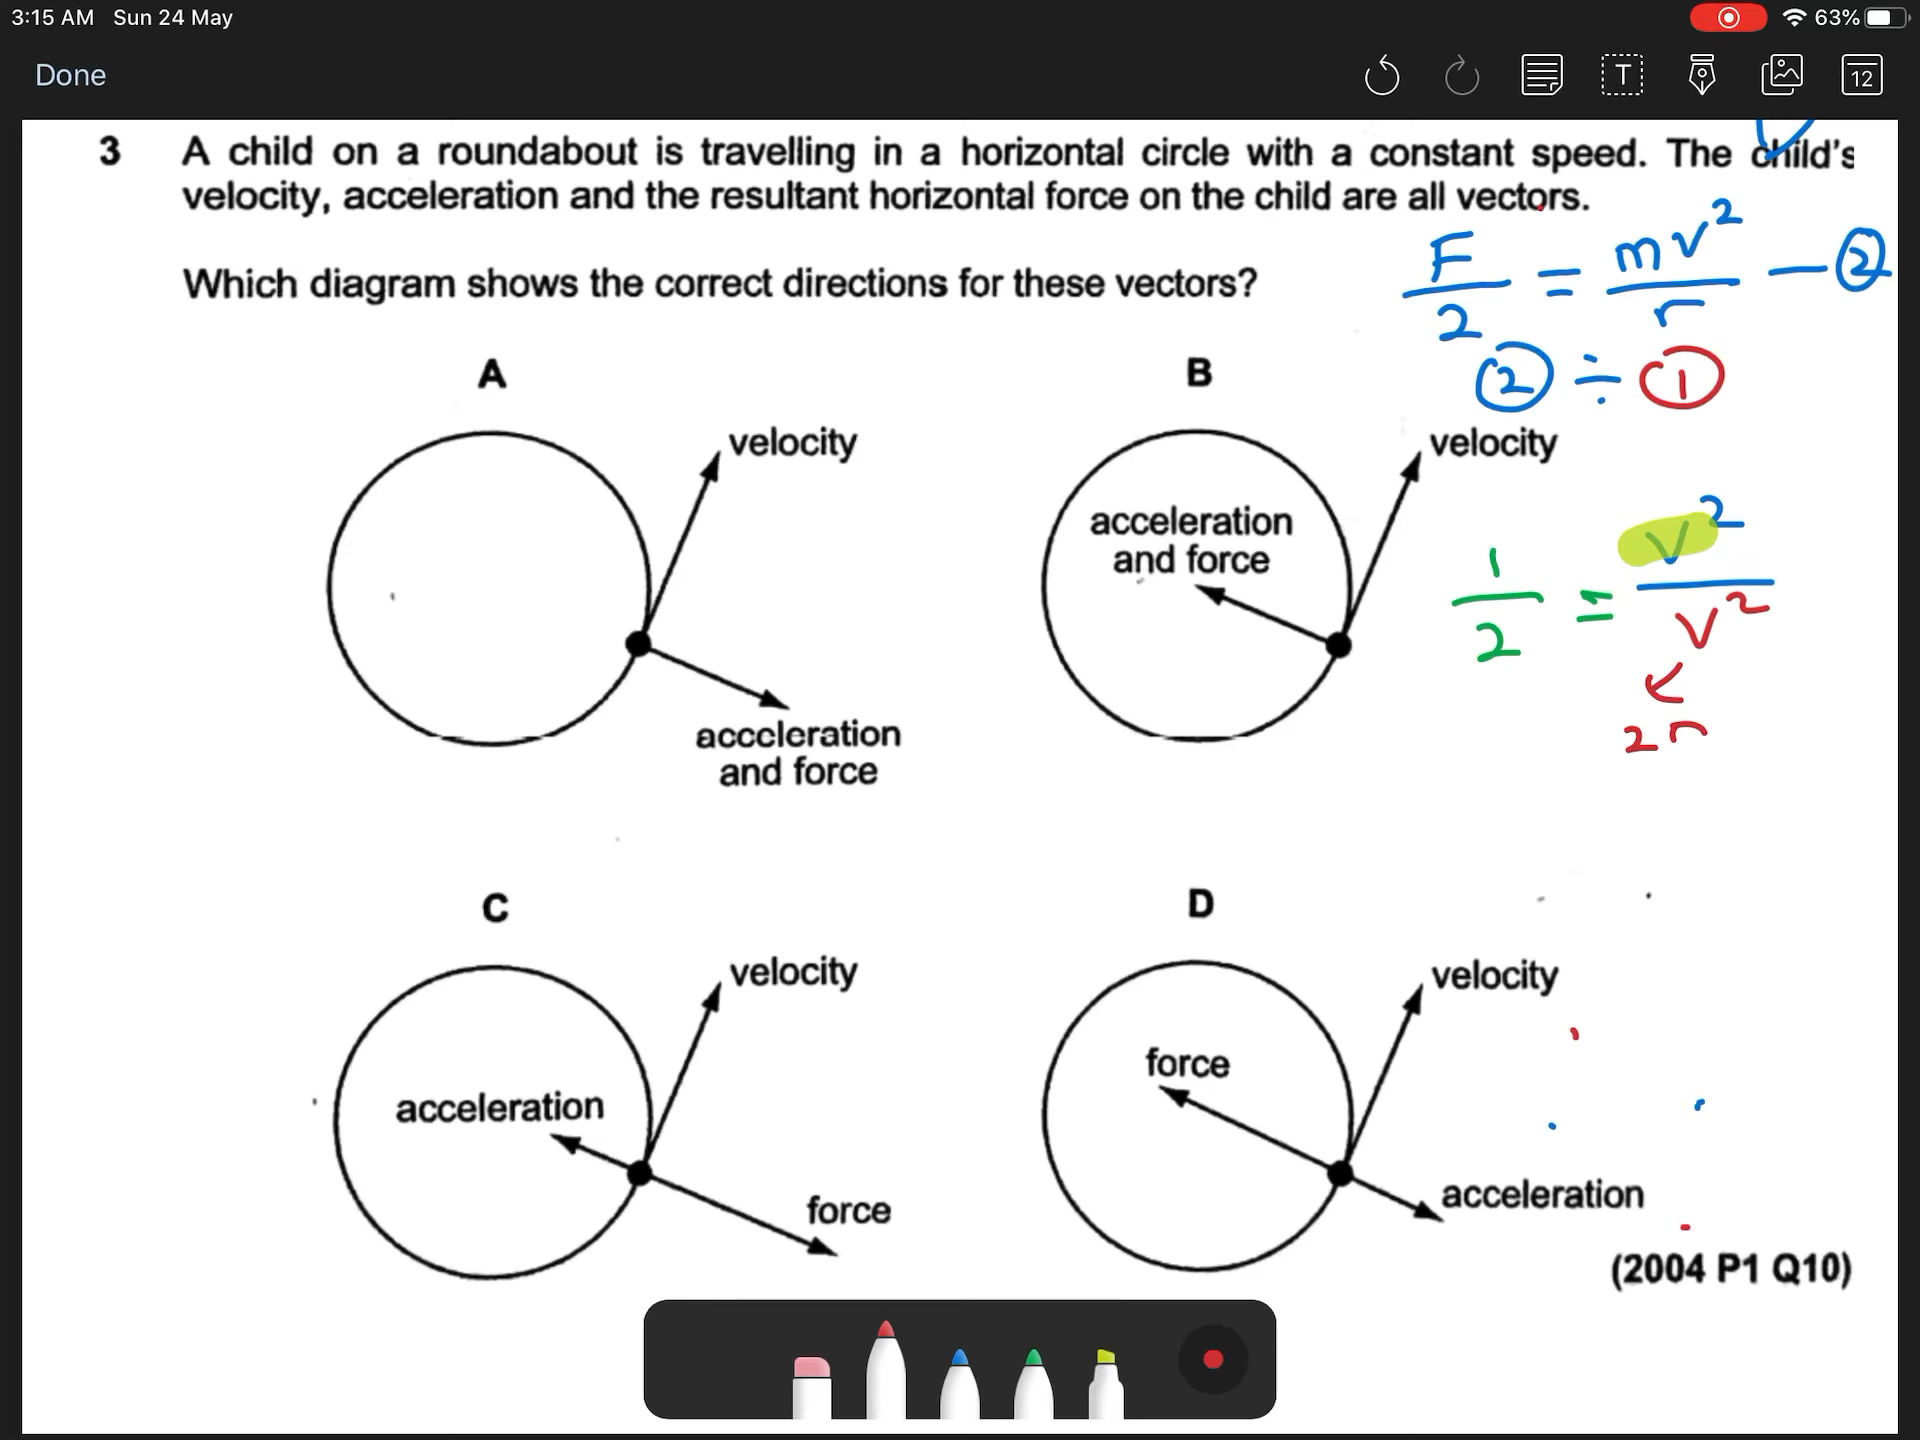 3:15 AM Sun 24 May
63%
Done
T
12
3 A child on a roundabout is travelling in a horizontal circle with a constant speed. The child's
velocity, acceleration and the resultant horizontal force on the child are all vectors.
F/2 = mv²/r — ②
Which diagram shows the correct directions for these vectors?
② ÷ ①
A
B
velocity
velocity
acceleration
and force
1/2 = v²/v²
2r
acceleration
and force
C
D
velocity
velocity
force
acceleration
acceleration
force
(2004 P1 Q10)